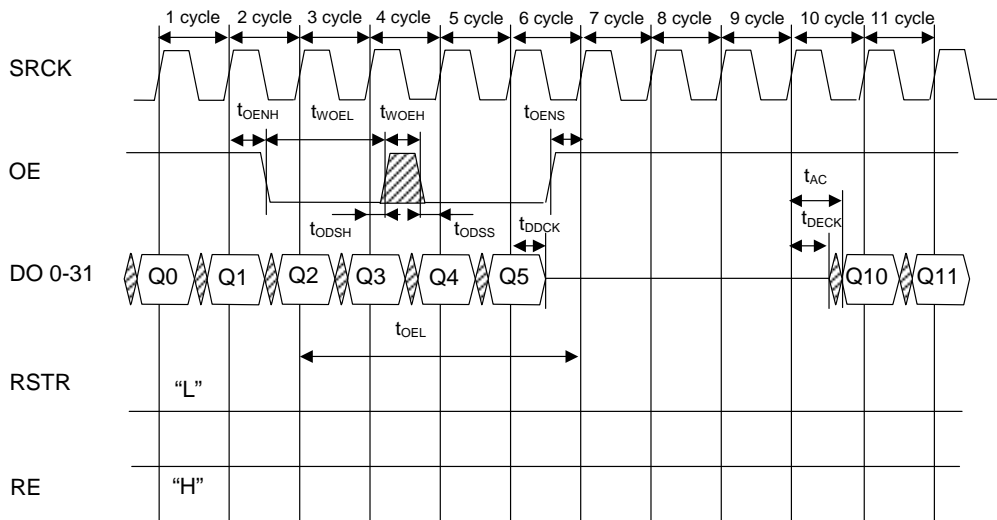 1 cycle 2 cycle 3 cycle 4 cycle 5 cycle 6 cycle 7 cycle 8 cycle 9 cycle 10 cycle 11 cycle
SRCK
tOENH tWOEL tWOEH tOENS
OE
tAC
tODSH tODSS tDDCK tDECK
DO 0-31 Q0 Q1 Q2 Q3 Q4 Q5 Q10 Q11
tOEL
RSTR “L”
RE “H”